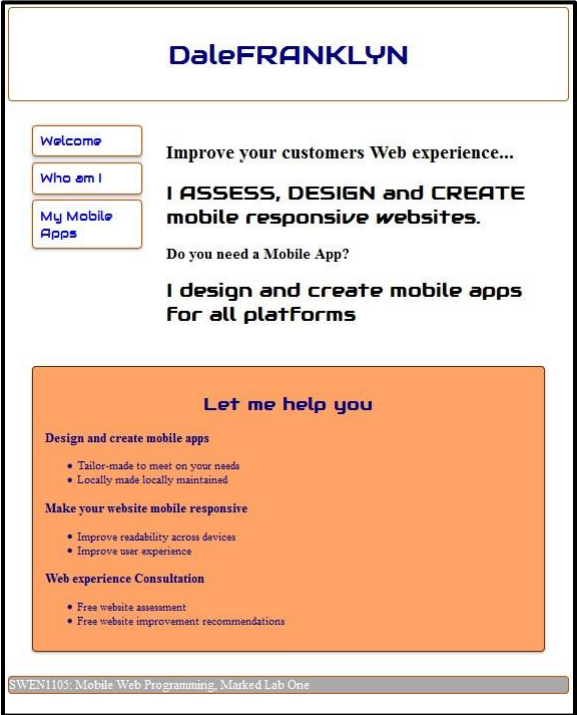 DaleFRANKLYN
Welcome
Who am I
My Mobile
Apps
Improve your customers Web experience...
I ASSESS, DESIGN and CREATE
mobile responsive websites.
Do you need a Mobile App?
I design and create mobile apps
for all platforms
Let me help you
Design and create mobile apps
Tailor-made to meet on your needs
Locally made locally maintained
Make your website mobile responsive
Improve readability across devices
Improve user experience
Web experience Consultation
Free website assessment
Free website improvement recommendations
SWEN1105: Mobile Web Programming, Marked Lab One